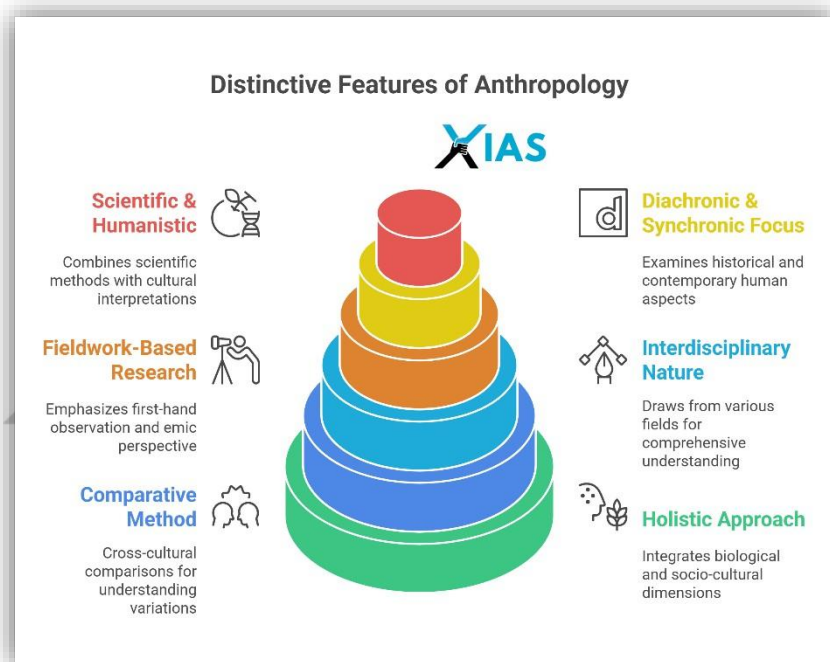 Distinctive Features of Anthropology
XIAS
Scientific &
Humanistic
Combines scientific
methods with cultural
interpretations
Diachronic &
Synchronic Focus
Examines historical and
contemporary human
aspects
Fieldwork-Based
Research
Emphasizes first-hand
observation and emic
perspective
Interdisciplinary
Nature
Draws from various
fields for
comprehensive
understanding
Comparative
Method
Cross-cultural
comparisons for
understanding
variations
Holistic Approach
Integrates biological
and socio-cultural
dimensions
d